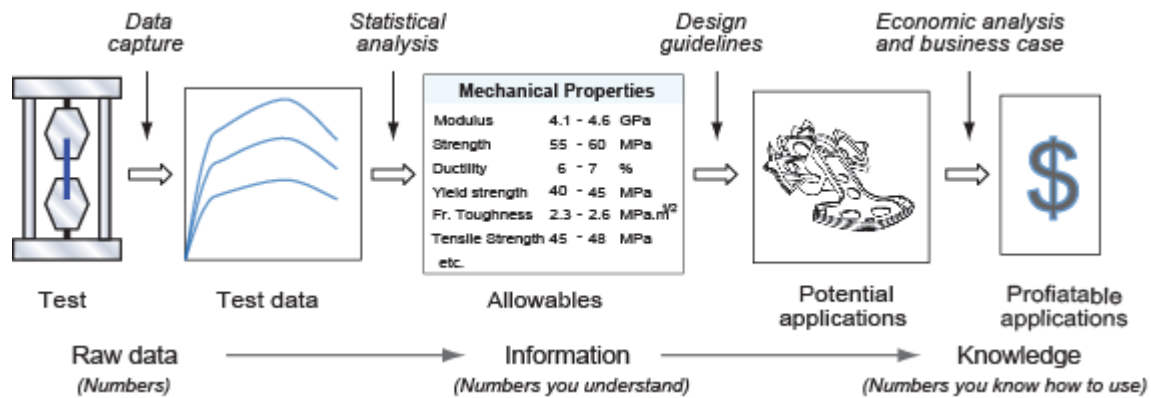 Data
capture
Statistical
analysis
Design
guidelines
Economic analysis
and business case
Mechanical Properties
Modulus 4.1 - 4.6 GPa
Strength 55 - 60 MPa
Ductility 6 - 7 %
Yield strength 40 - 45 MPa
Fr. Toughness 2.3 - 2.6 MPa.m1/2
Tensile Strength 45 - 48 MPa
etc.
$
Test
Test data
Allowables
Potential
applications
Profiatable
applications
Raw data
Information
Knowledge
(Numbers)
(Numbers you understand)
(Numbers you know how to use)